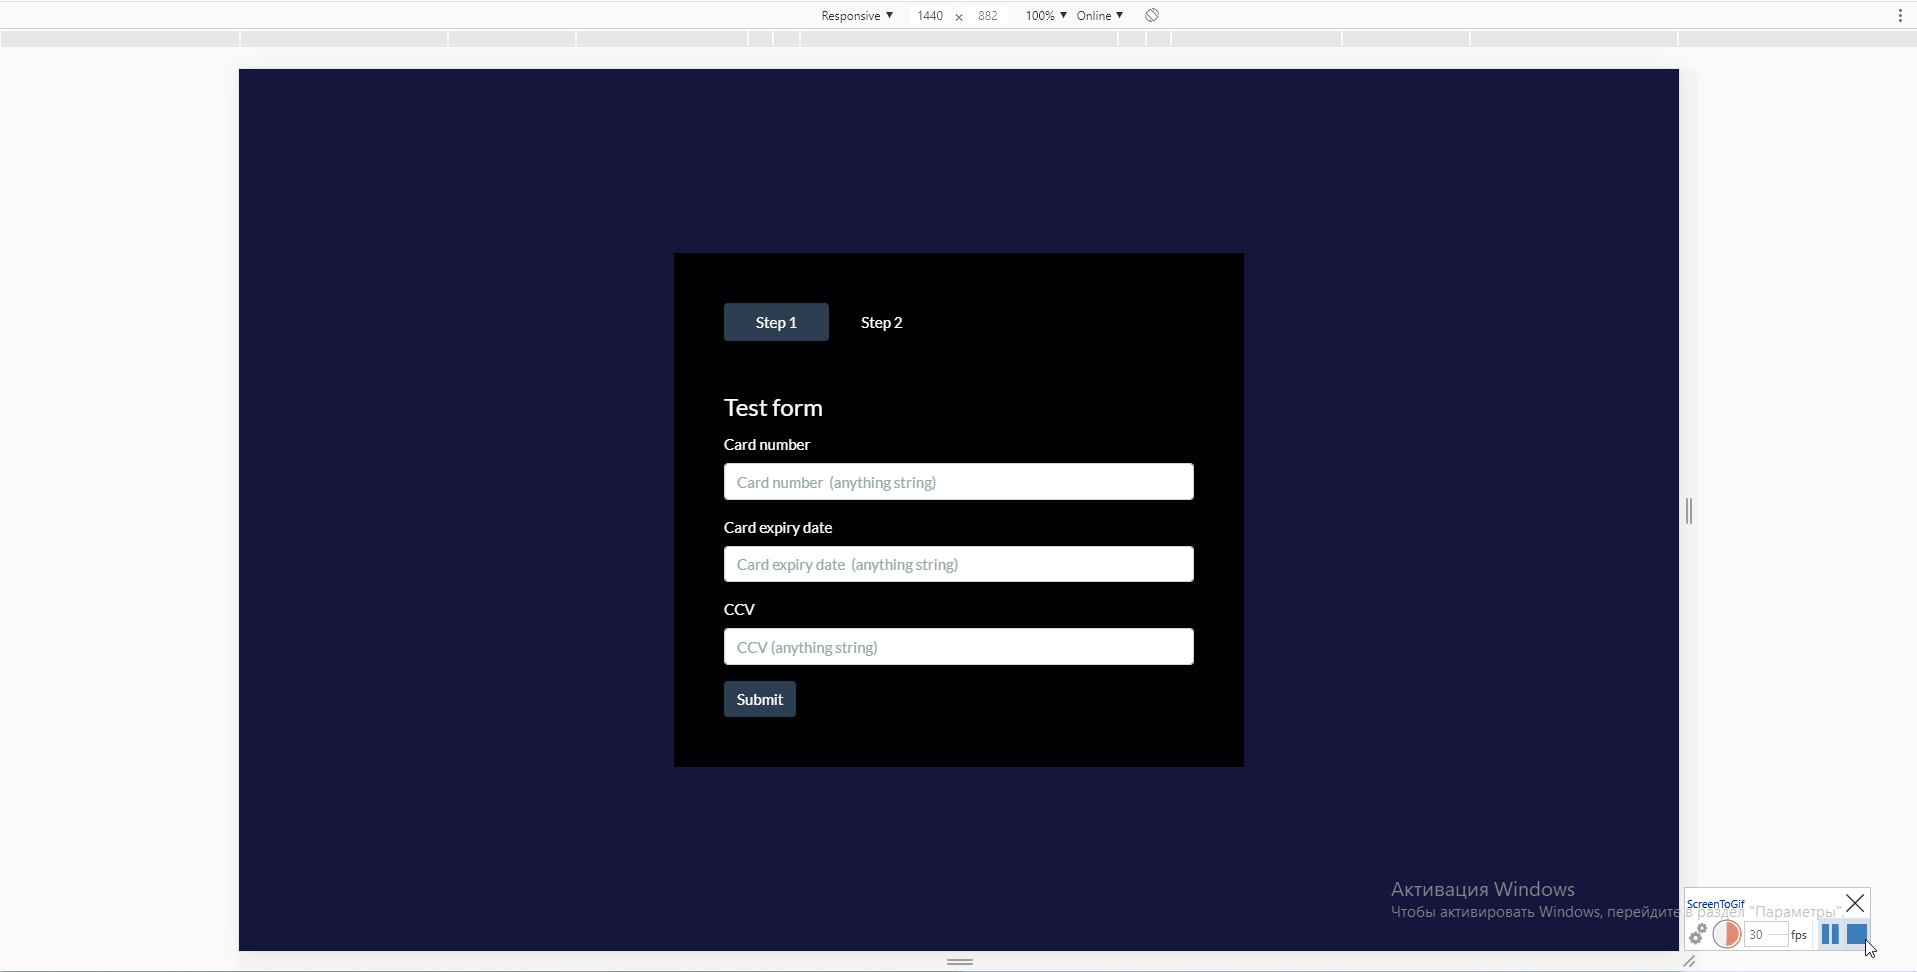 Responsive ▼ 1440 × 882 100% ▼ Online ▼
Step 1 Step 2
Test form
Card number
Card number (anything string)
Card expiry date
Card expiry date (anything string)
CCV
CCV (anything string)
Submit
Активация Windows
Чтобы активировать Windows, перейдите в раздел "Параметры".
ScreenToGif
30 fps